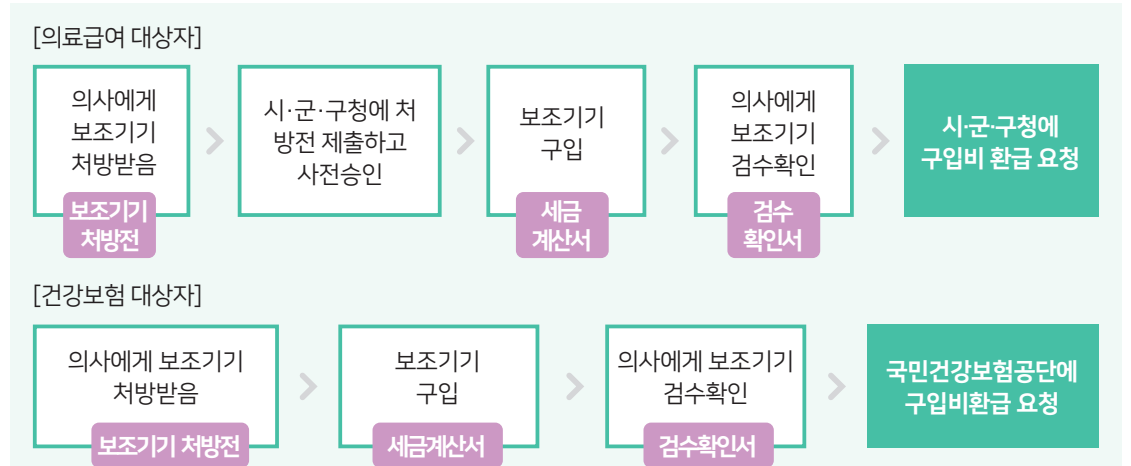 [의료급여 대상자]
의사에게
보조기기
처방받음
보조기기
처방전
시·군·구청에 처
방전 제출하고
사전승인
보조기기
구입
세금
계산서
의사에게
보조기기
검수확인
검수
확인서
시·군·구청에
구입비 환급 요청
[건강보험 대상자]
의사에게 보조기기
처방받음
보조기기 처방전
보조기기
구입
세금계산서
의사에게 보조기기
검수확인
검수확인서
국민건강보험공단에
구입비환급 요청